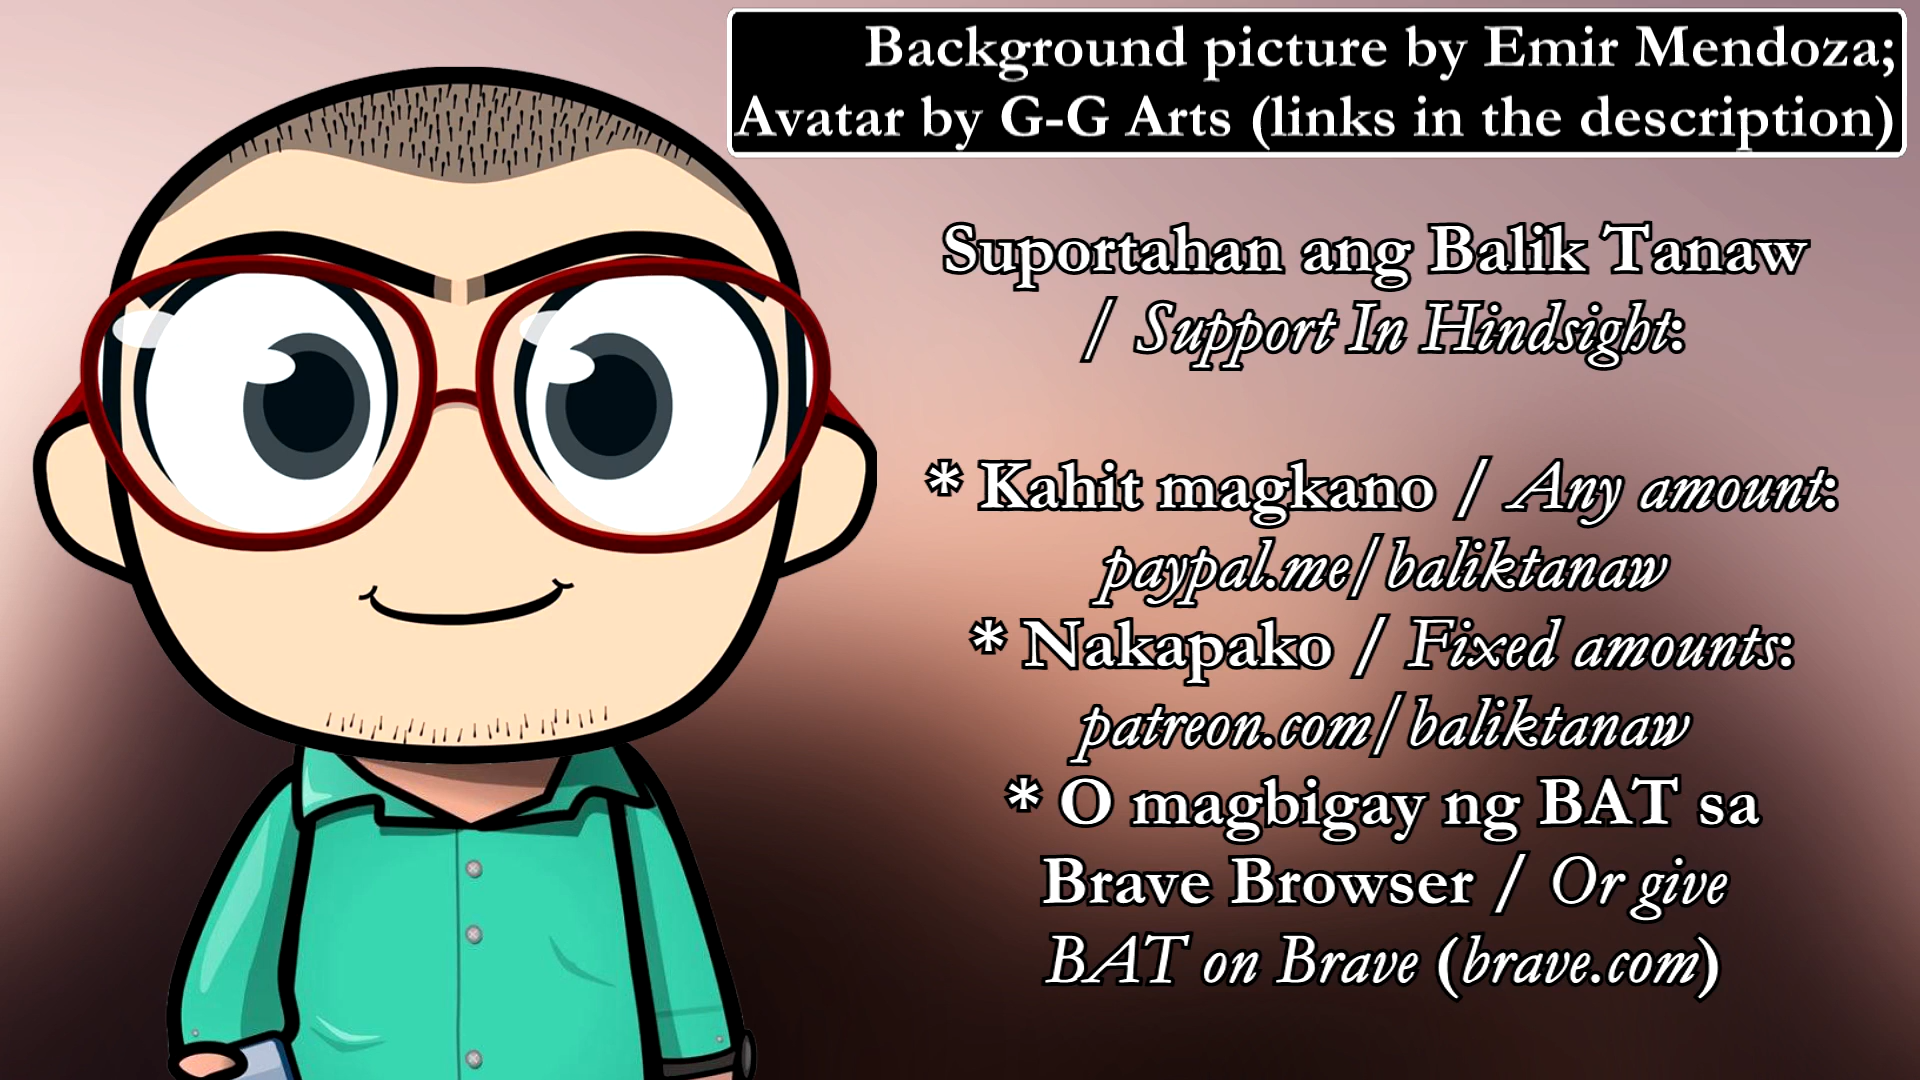 Background picture by Emir Mendoza;
Avatar by G-G Arts (links in the description)
Suportahan ang Balik Tanaw
/ Support In Hindsight:
* Kahit magkano / Any amount:
paypal.me/baliktanaw
* Nakapako / Fixed amounts:
patreon.com/baliktanaw
* O magbigay ng BAT sa
Brave Browser / Or give
BAT on Brave (brave.com)